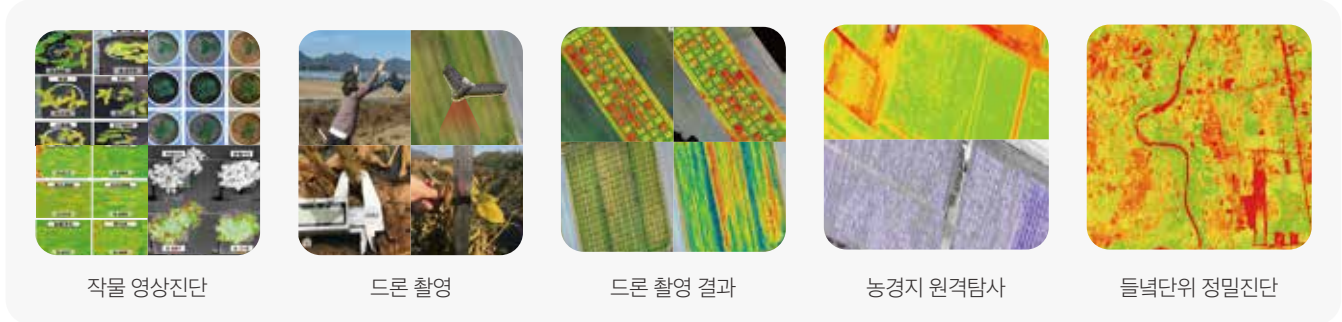 작물 영상진단
드론 촬영
드론 촬영 결과
농경지 원격탐사
들녘단위 정밀진단